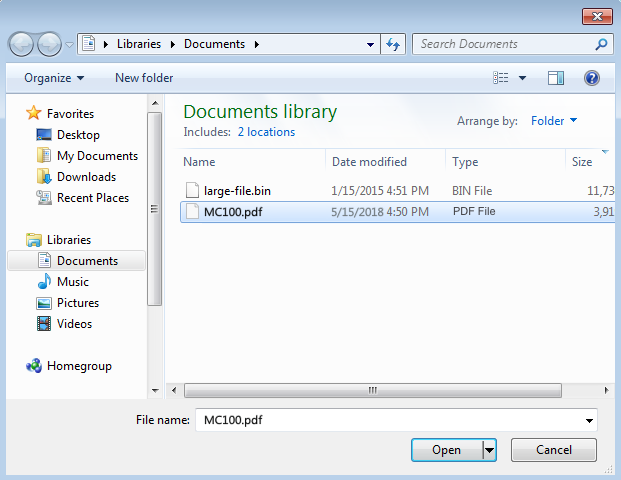 Libraries Documents Search Documents
Organize New folder
Favorites
Desktop
My Documents
Downloads
Recent Places
Libraries
Documents
Music
Pictures
Videos
Homegroup
Documents library
Includes: 2 locations
Arrange by: Folder
Name Date modified Type Size
large-file.bin 1/15/2015 4:51 PM BIN File 11,73
MC100.pdf 5/15/2018 4:50 PM PDF File 3,91
File name: MC100.pdf
Open Cancel